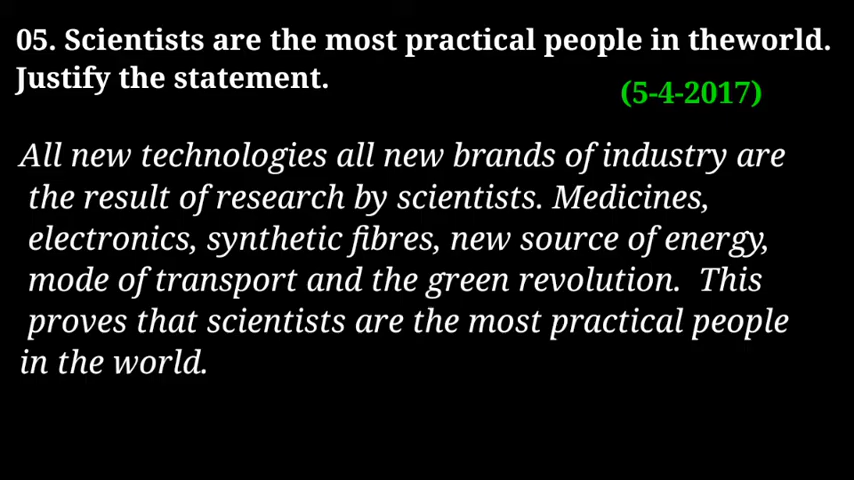 05. Scientists are the most practical people in theworld.
Justify the statement.
(5-4-2017)
All new technologies all new brands of industry are
the result of research by scientists. Medicines,
electronics, synthetic fibres, new source of energy,
mode of transport and the green revolution. This
proves that scientists are the most practical people
in the world.